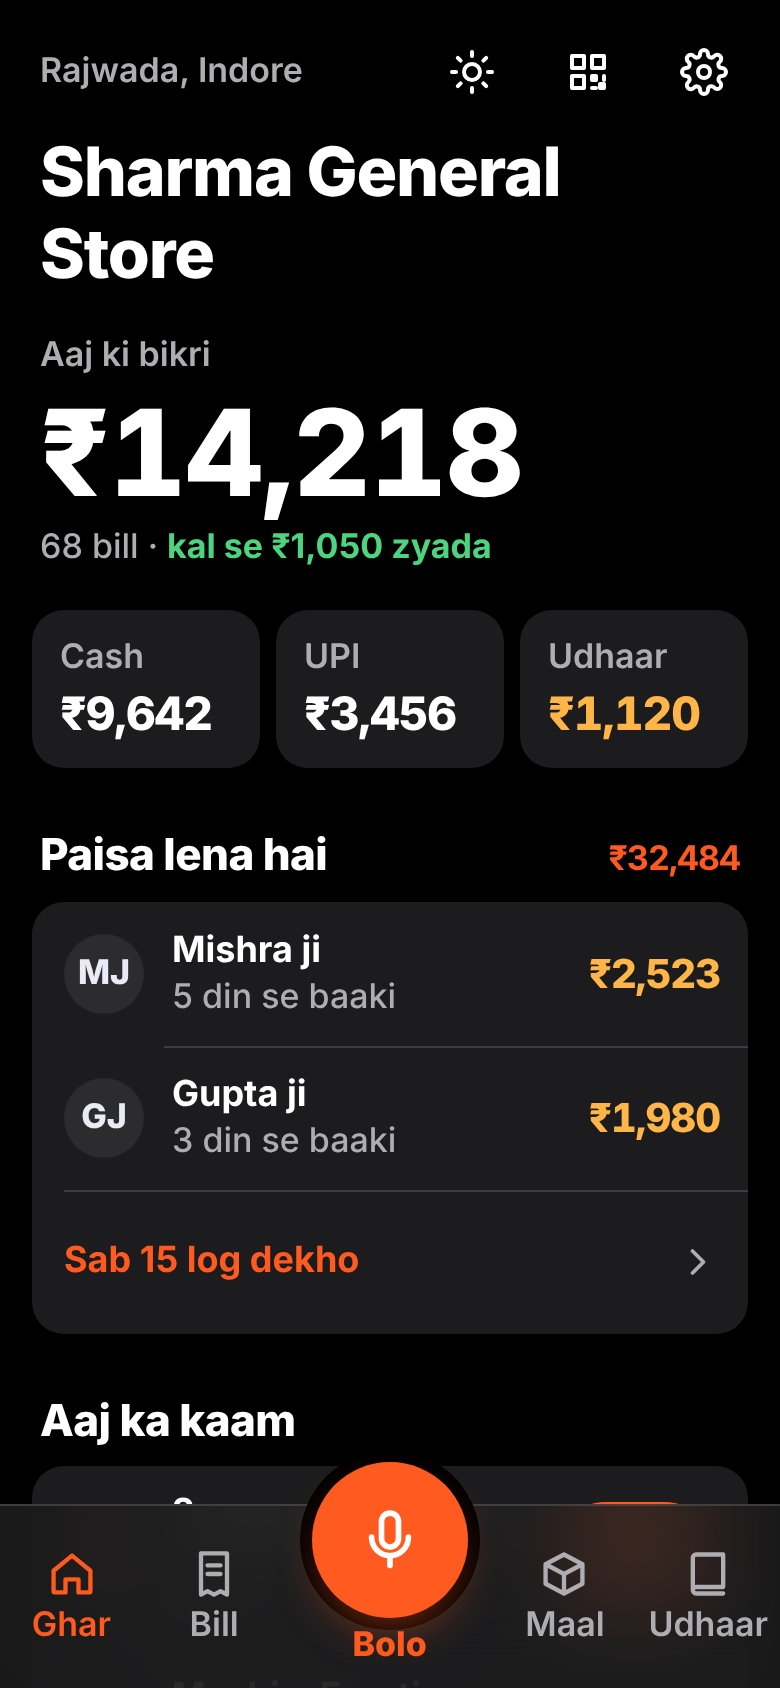 Rajwada, Indore
Sharma General
Store
Aaj ki bikri
₹14,218
68 bill · kal se ₹1,050 zyada
Cash
₹9,642
UPI
₹3,456
Udhaar
₹1,120
Paisa lena hai
₹32,484
MJ
Mishra ji
5 din se baaki
₹2,523
GJ
Gupta ji
3 din se baaki
₹1,980
Sab 15 log dekho
Aaj ka kaam
Ghar
Bill
Bolo
Maal
Udhaar